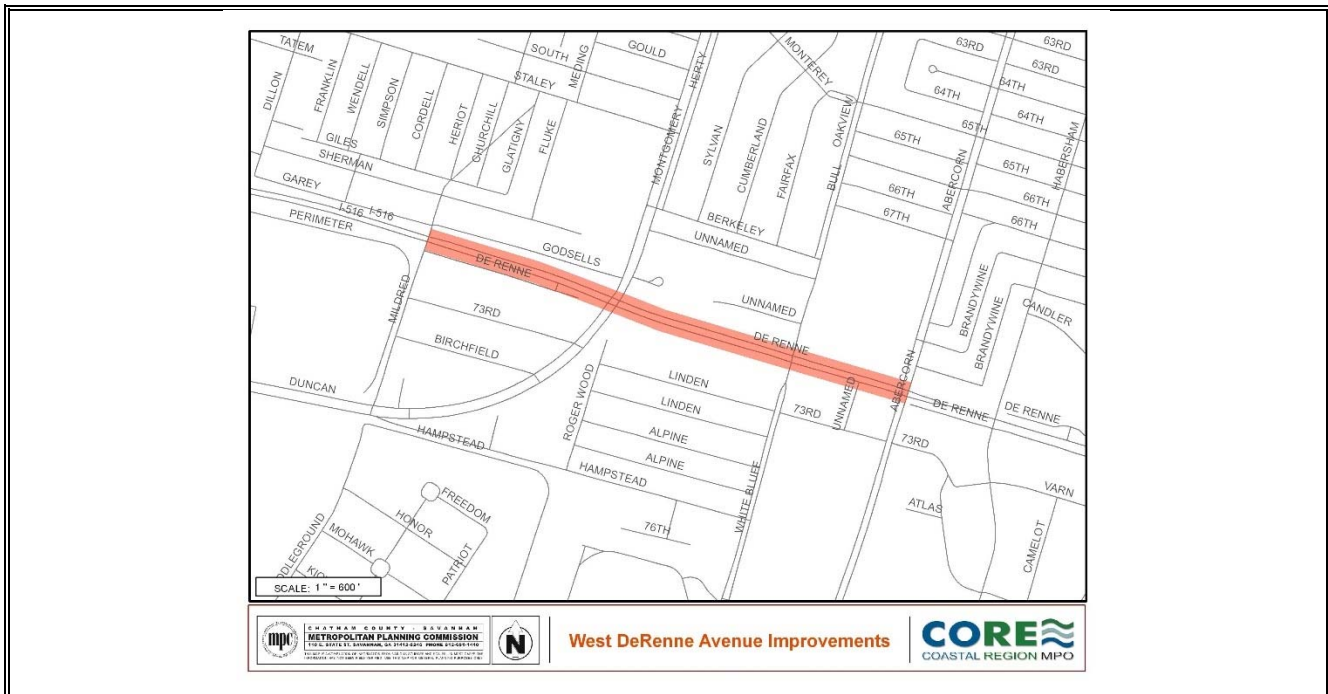 TATEM
DILLON
FRANKLIN
WENDELL
SIMPSON
CORDELL
HERIOT
CHURCHILL
GLATIGNY
FLUKE
SOUTH
STALEY
MEDING
GOULD
HERTY
MONTGOMERY
MONTEREY
SYLVAN
CUMBERLAND
FAIRFAX
BULL
OAKVIEW
63RD
63RD
63RD
64TH
64TH
64TH
65TH
65TH
65TH
66TH
66TH
66TH
67TH
ABERCORN
HABERSHAM
GILES
SHERMAN
GAREY
I-516
I-516
PERIMETER
GODSELLS
BERKELEY
UNNAMED
UNNAMED
DE RENNE
DE RENNE
MILDRED
73RD
BIRCHFIELD
DUNCAN
HAMPSTEAD
ROGER WOOD
LINDEN
LINDEN
ALPINE
ALPINE
HAMPSTEAD
76TH
WHITE BLUFF
73RD
UNNAMED
ABERCORN
BRANDYWINE
BRANDYWINE
CANDLER
DE RENNE
DE RENNE
73RD
VARN
ATLAS
CAMELOT
FREEDOM
HONOR
PATRIOT
MOHAWK
DDLEGROUND
SCALE: 1 " = 600 '
mpc
CHATHAM COUNTY - SAVANNAH
METROPOLITAN PLANNING COMMISSION
N
West DeRenne Avenue Improvements
CORE
COASTAL REGION MPO